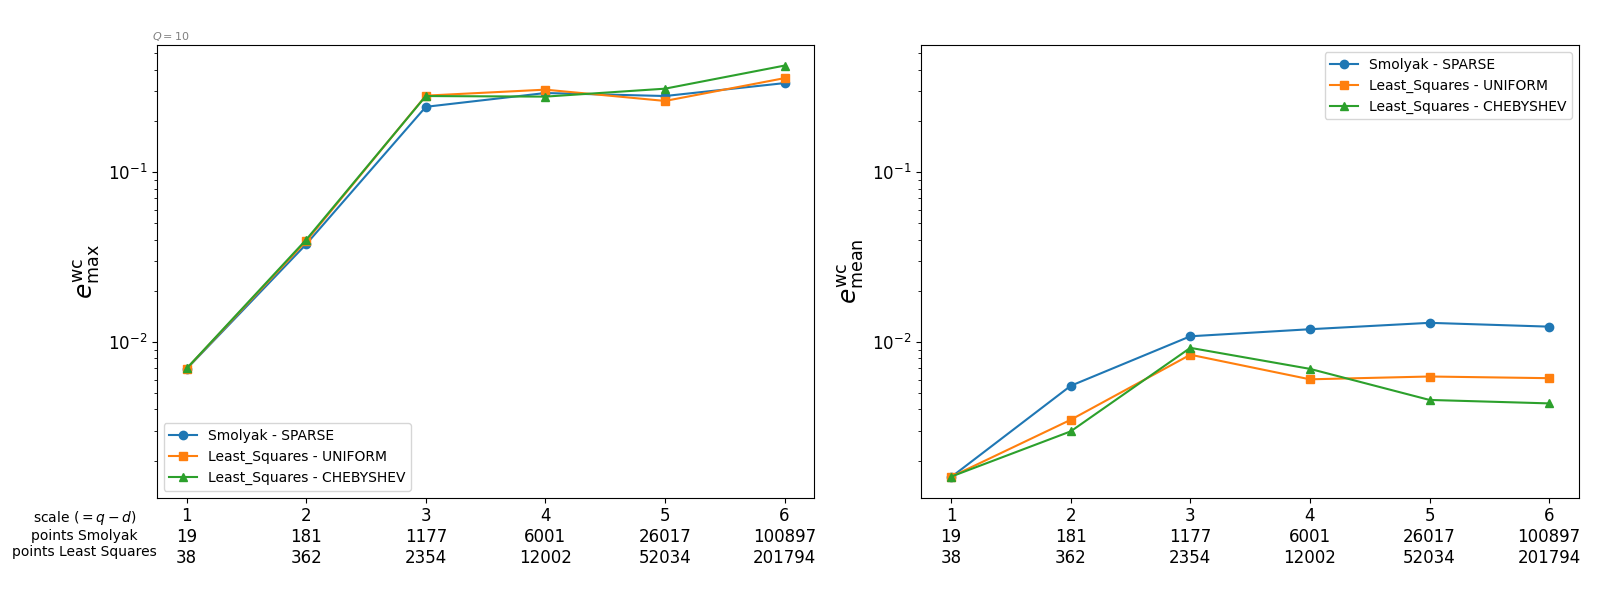 Q = 10
10⁻¹
10⁻²
e^wc_max
Smolyak - SPARSE
Least_Squares - UNIFORM
Least_Squares - CHEBYSHEV
scale (= q − d) 1 2 3 4 5 6
points Smolyak 19 181 1177 6001 26017 100897
points Least Squares 38 362 2354 12002 52034 201794
Smolyak - SPARSE
Least_Squares - UNIFORM
Least_Squares - CHEBYSHEV
10⁻¹
10⁻²
e^wc_mean
1 2 3 4 5 6
19 181 1177 6001 26017 100897
38 362 2354 12002 52034 201794